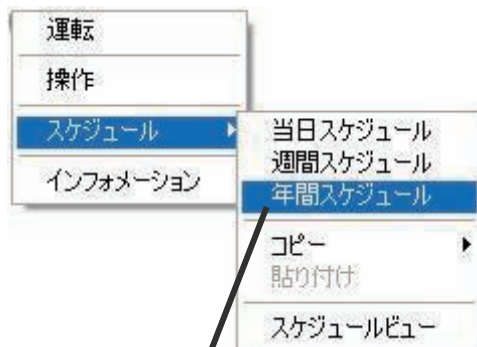 運転
操作
スケジュール
インフォメーション
当日スケジュール
週間スケジュール
年間スケジュール
コピー
貼り付け
スケジュールビュー